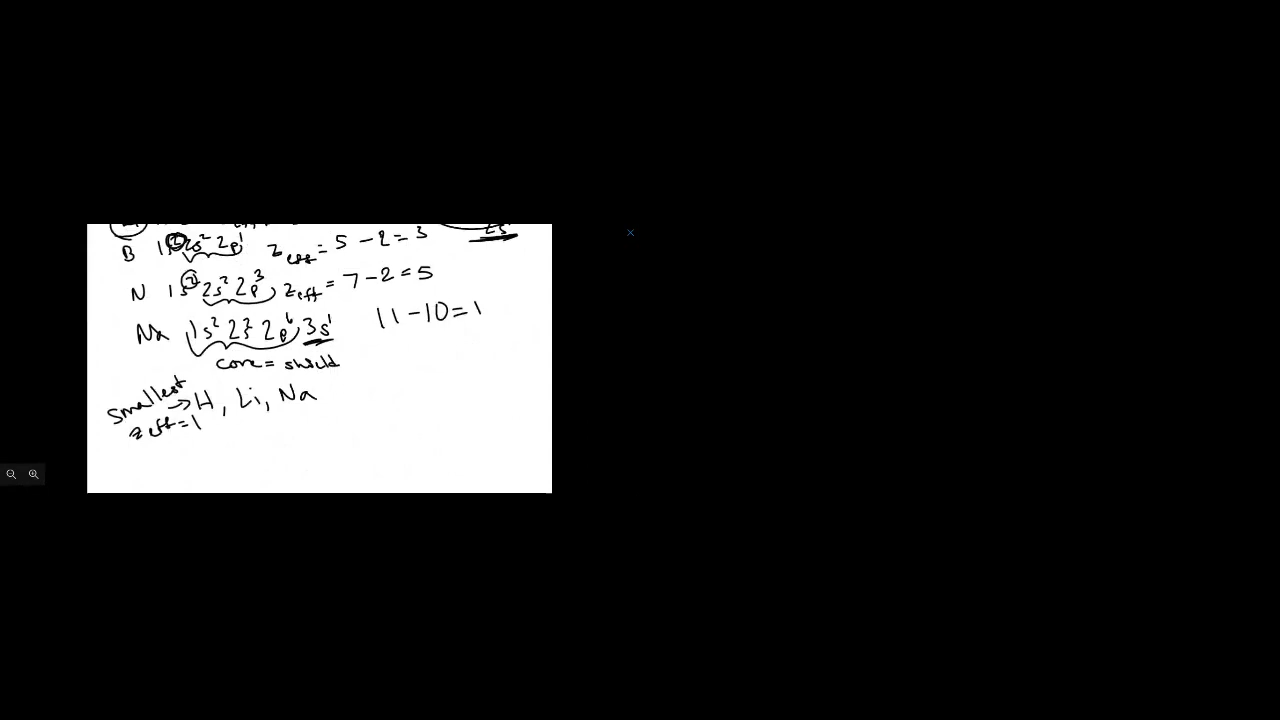 2s
B 1s² 2s² 2p¹ Zeff = 5 - 2 = 3
N 1s² 2s² 2p³ Zeff = 7 - 2 = 5
Na 1s² 2s² 2p⁶ 3s¹ 11 - 10 = 1
core = shield
smallest → H, Li, Na
Zeff = 1